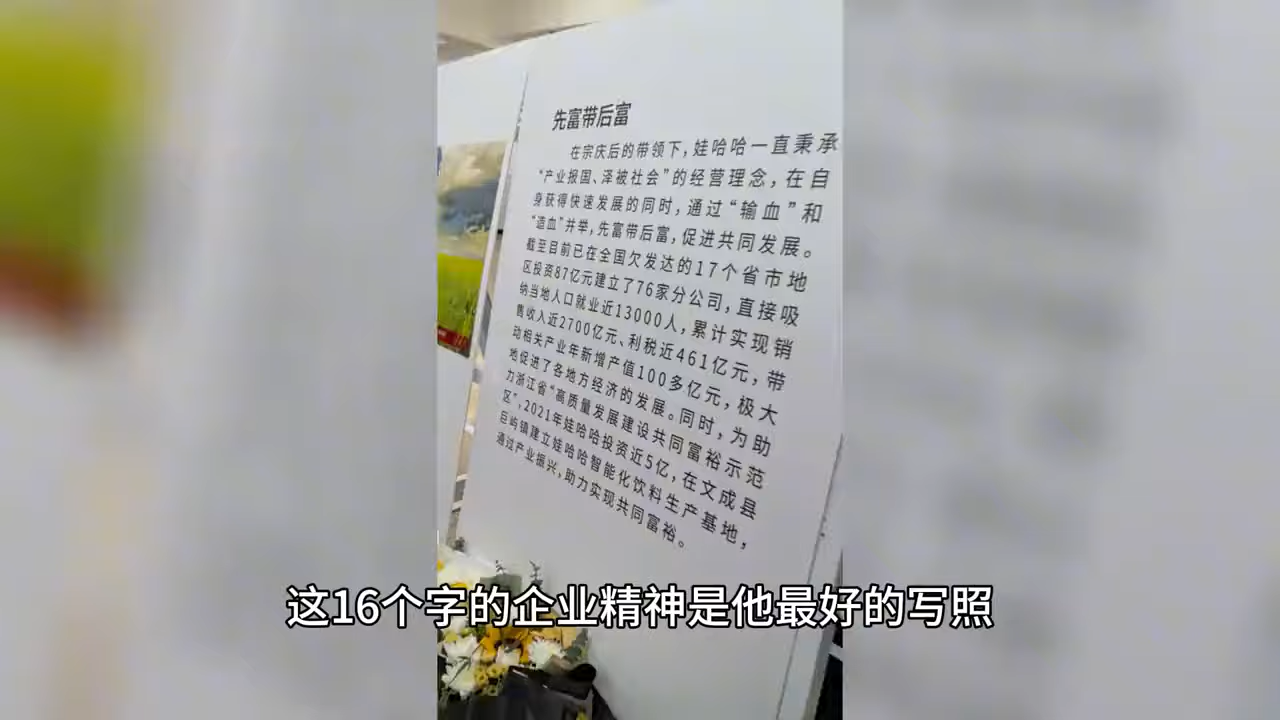 先富带后富
在宗庆后的带领下，娃哈哈一直秉承
“产业报国、泽被社会”的经营理念，在自
身获得快速发展的同时，通过“输血”和
“造血”并举，先富带后富，促进共同发展。
截至目前已在全国欠发达的17个省市地
区投资87亿元建立了76家分公司，直接吸
纳当地人口就业近13000人，累计实现销
售收入近2700亿元、利税近461亿元，带
动相关产业年新增产值100多亿元，极大
地促进了各地方经济的发展。同时，为助
力浙江省“高质量发展建设共同富裕示范
区”，2021年娃哈哈投资近5亿，在文成县
巨屿镇建立娃哈哈智能化饮料生产基地，
通过产业振兴，助力实现共同富裕。
这16个字的企业精神是他最好的写照